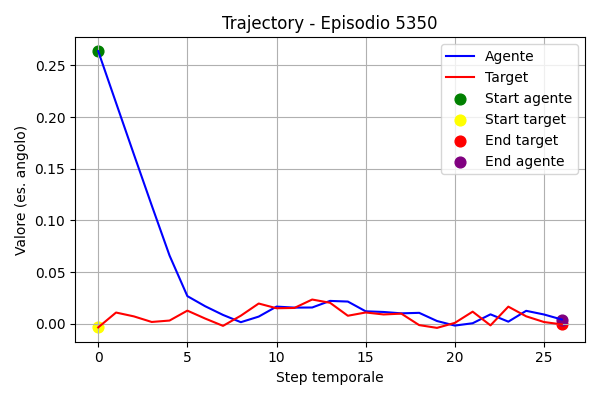 Trajectory - Episodio 5350
Valore (es. angolo)
0.25
0.20
0.15
0.10
0.05
0.00
Agente
Target
Start agente
Start target
End target
End agente
0 5 10 15 20 25
Step temporale